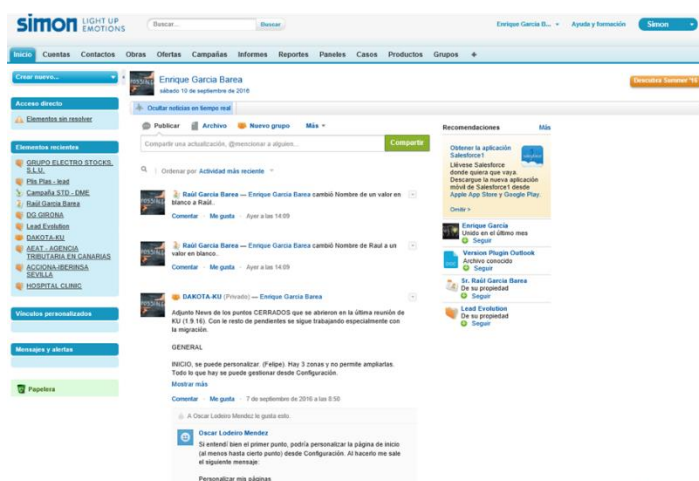 simon LIGHT UP
EMOTIONS
Buscar...
Buscar
Enrique Garcia B...
Ayuda y formación
Simon
Inicio Cuentas Contactos Obras Ofertas Campañas Informes Reportes Paneles Casos Productos Grupos +
Crear nuevo...
Enrique Garcia Barea
sábado 10 de septiembre de 2016
Descubra Summer '16
Acceso directo
Elementos sin resolver
Elementos recientes
GRUPO ELECTRO STOCKS,
S.L.U.
Plis Plas - lead
Campaña STD - DME
Raúl García Barea
DG GIRONA
Lead Evolution
DAKOTA-KU
AEAT - AGENCIA
TRIBUTARIA EN CANARIAS
ACCIONA-IBERINSA
SEVILLA
HOSPITAL CLINIC
Vínculos personalizados
Mensajes y alertas
Papelera
Ocultar noticias en tiempo real
Publicar Archivo Nuevo grupo Más
Compartir una actualización, @mencionar a alguien...
Compartir
Ordenar por Actividad más reciente
Raúl García Barea — Enrique Garcia Barea cambió Nombre de un valor en
blanco a Raúl.
Comentar · Me gusta · Ayer a las 14:09
Raúl García Barea — Enrique Garcia Barea cambió Nombre de Raul a un
valor en blanco.
Comentar · Me gusta · Ayer a las 14:09
DAKOTA-KU (Privado) — Enrique Garcia Barea
Adjunto News de los puntos CERRADOS que se abrieron en la última reunión de
KU (1.9.16). Con le resto de pendientes se sigue trabajando especialmente con
la migración.
GENERAL
INICIO, se puede personalizar. (Felipe). Hay 3 zonas y no permite ampliarlas.
Todo lo que hay se puede gestionar desde Configuración.
Mostrar más
Comentar · Me gusta · 7 de septiembre de 2016 a las 8:50
A Oscar Lodeiro Mendez le gusta esto.
Oscar Lodeiro Mendez
Si entendí bien el primer punto, podría personalizar la página de inicio
(al menos hasta cierto punto) desde Configuración. Al hacerlo me sale
el siguiente mensaje:
Personalizar mis páginas
Recomendaciones
Más
Obtener la aplicación
Salesforce1
Llévese Salesforce
donde quiera que vaya.
Descargue la nueva aplicación
móvil de Salesforce1 desde
Apple App Store y Google Play.
Omitir
Enrique García
Unido en el último mes
Seguir
Version Plugin Outlook
Archivo conocido
Seguir
Sr. Raúl García Barea
De su propiedad
Seguir
Lead Evolution
De su propiedad
Seguir